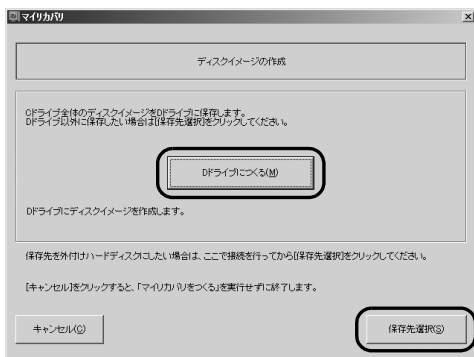 マイリカバリ
ディスクイメージの作成
Cドライブ全体のディスクイメージをDドライブに保存します。
Dドライブ以外に保存したい場合は[保存先選択]をクリックしてください。
Dドライブにつくる(M)
Dドライブにディスクイメージを作成します。
保存先を外付けハードディスクにしたい場合は、ここで接続を行ってから[保存先選択]をクリックしてください。
[キャンセル]をクリックすると、「マイリカバリをつくる」を実行せずに終了します。
キャンセル(C)
保存先選択(S)